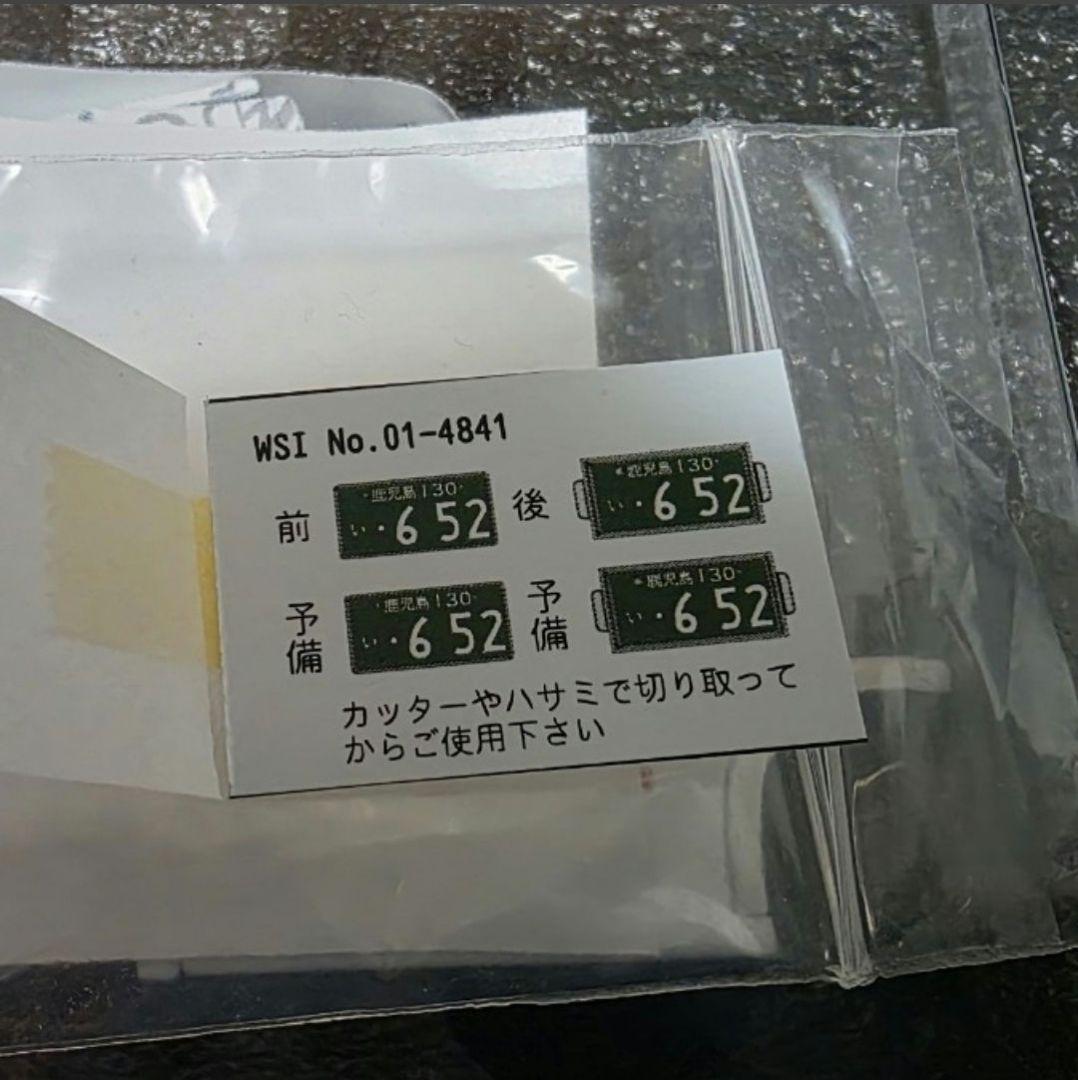 WSI No.01-4841
前
鹿児島130
い・652
後
鹿児島130
い・652
予備
鹿児島130
い・652
予備
鹿児島130
い・652
カッターやハサミで切り取って
からご使用下さい